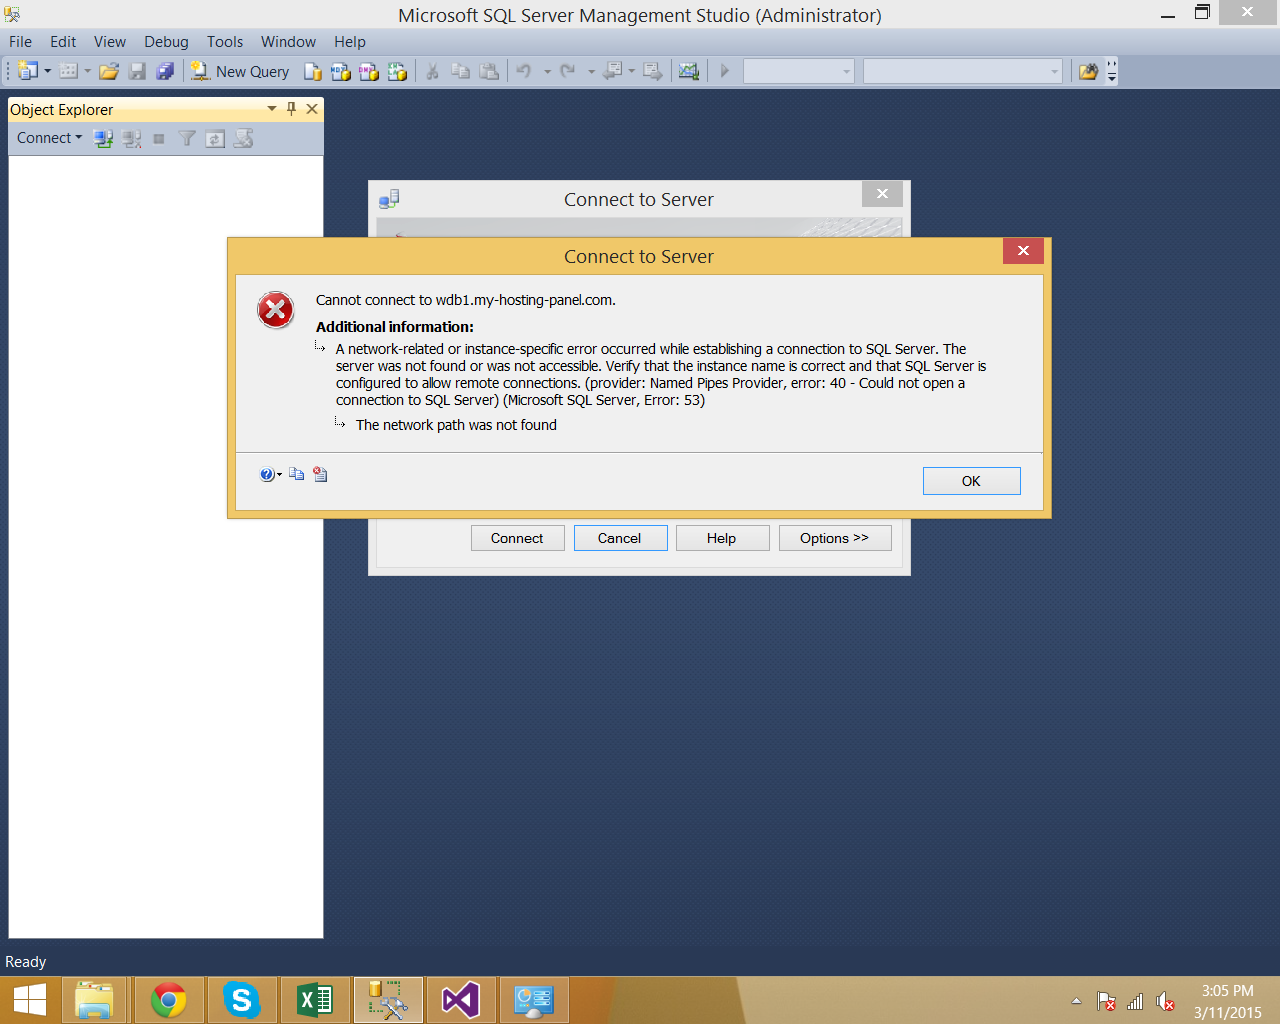 Microsoft SQL Server Management Studio (Administrator)
File Edit View Debug Tools Window Help
New Query
Object Explorer
Connect
Connect to Server
Connect to Server
Cannot connect to wdb1.my-hosting-panel.com.
Additional information:
A network-related or instance-specific error occurred while establishing a connection to SQL Server. The
server was not found or was not accessible. Verify that the instance name is correct and that SQL Server is
configured to allow remote connections. (provider: Named Pipes Provider, error: 40 - Could not open a
connection to SQL Server) (Microsoft SQL Server, Error: 53)
The network path was not found
OK
Connect Cancel Help Options >>
Ready
3:05 PM
3/11/2015